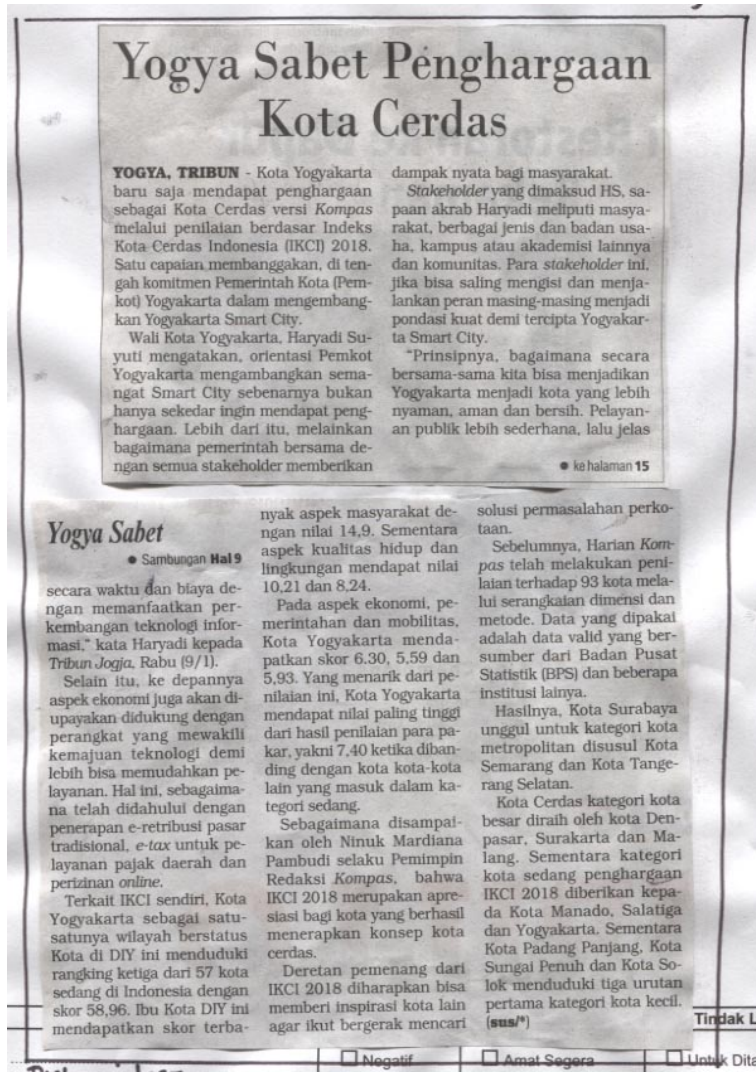 Yogya Sabet Penghargaan
Kota Cerdas
YOGYA, TRIBUN - Kota Yogyakarta
baru saja mendapat penghargaan
sebagai Kota Cerdas versi Kompas
melalui penilaian berdasar Indeks
Kota Cerdas Indonesia (IKCI) 2018.
Satu capaian membanggakan, di ten-
gah komitmen Pemerintah Kota (Pem-
kot) Yogyakarta dalam mengembang-
kan Yogyakarta Smart City.
Wali Kota Yogyakarta, Haryadi Su-
yuti mengatakan, orientasi Pemkot
Yogyakarta mengambangkan sema-
ngat Smart City sebenarnya bukan
hanya sekedar ingin mendapat peng-
hargaan. Lebih dari itu, melainkan
bagaimana pemerintah bersama de-
ngan semua stakeholder memberikan
dampak nyata bagi masyarakat.
Stakeholder yang dimaksud HS, sa-
paan akrab Haryadi meliputi masya-
rakat, berbagai jenis dan badan usa-
ha, kampus atau akademisi lainnya
dan komunitas. Para stakeholder ini,
jika bisa saling mengisi dan menja-
lankan peran masing-masing menjadi
pondasi kuat demi tercipta Yogyakar-
ta Smart City.
"Prinsipnya, bagaimana secara
bersama-sama kita bisa menjadikan
Yogyakarta menjadi kota yang lebih
nyaman, aman dan bersih. Pelayan-
an publik lebih sederhana, lalu jelas
● ke halaman 15
Yogya Sabet
● Sambungan Hal 9
secara waktu dan biaya de-
ngan memanfaatkan per-
kembangan teknologi infor-
masi," kata Haryadi kepada
Tribun Jogja, Rabu (9/1).
Selain itu, ke depannya
aspek ekonomi juga akan di-
upayakan didukung dengan
perangkat yang mewakili
kemajuan teknologi demi
lebih bisa memudahkan pe-
layanan. Hal ini, sebagaima-
na telah didahului dengan
penerapan e-retribusi pasar
tradisional, e-tax untuk pe-
layanan pajak daerah dan
perizinan online.
Terkait IKCI sendiri, Kota
Yogyakarta sebagai satu-
satunya wilayah berstatus
Kota di DIY ini menduduki
rangking ketiga dari 57 kota
sedang di Indonesia dengan
skor 58,96. Ibu Kota DIY ini
mendapatkan skor terba-
nyak aspek masyarakat de-
ngan nilai 14,9. Sementara
aspek kualitas hidup dan
lingkungan mendapat nilai
10,21 dan 8,24.
Pada aspek ekonomi, pe-
merintahan dan mobilitas,
Kota Yogyakarta menda-
patkan skor 6.30, 5,59 dan
5,93. Yang menarik dari pe-
nilaian ini, Kota Yogyakarta
mendapat nilai paling tinggi
dari hasil penilaian para pa-
kar, yakni 7,40 ketika diban-
ding dengan kota kota-kota
lain yang masuk dalam ka-
tegori sedang.
Sebagaimana disampai-
kan oleh Ninuk Mardiana
Pambudi selaku Pemimpin
Redaksi Kompas, bahwa
IKCI 2018 merupakan apre-
siasi bagi kota yang berhasil
menerapkan konsep kota
cerdas.
Deretan pemenang dari
IKCI 2018 diharapkan bisa
memberi inspirasi kota lain
agar ikut bergerak mencari
solusi permasalahan perko-
taan.
Sebelumnya, Harian Kom-
pas telah melakukan peni-
laian terhadap 93 kota mela-
lui serangkaian dimensi dan
metode. Data yang dipakai
adalah data valid yang ber-
sumber dari Badan Pusat
Statistik (BPS) dan beberapa
institusi lainya.
Hasilnya, Kota Surabaya
unggul untuk kategori kota
metropolitan disusul Kota
Semarang dan Kota Tange-
rang Selatan.
Kota Cerdas kategori kota
besar diraih oleh kota Den-
pasar, Surakarta dan Ma-
lang. Sementara kategori
kota sedang penghargaan
IKCI 2018 diberikan kepa-
da Kota Manado, Salatiga
dan Yogyakarta. Sementara
Kota Padang Panjang, Kota
Sungai Penuh dan Kota So-
lok menduduki tiga urutan
pertama kategori kota kecil.
(sus/*)
Tindak L
Negatif
Amat Segera
Untuk Dita